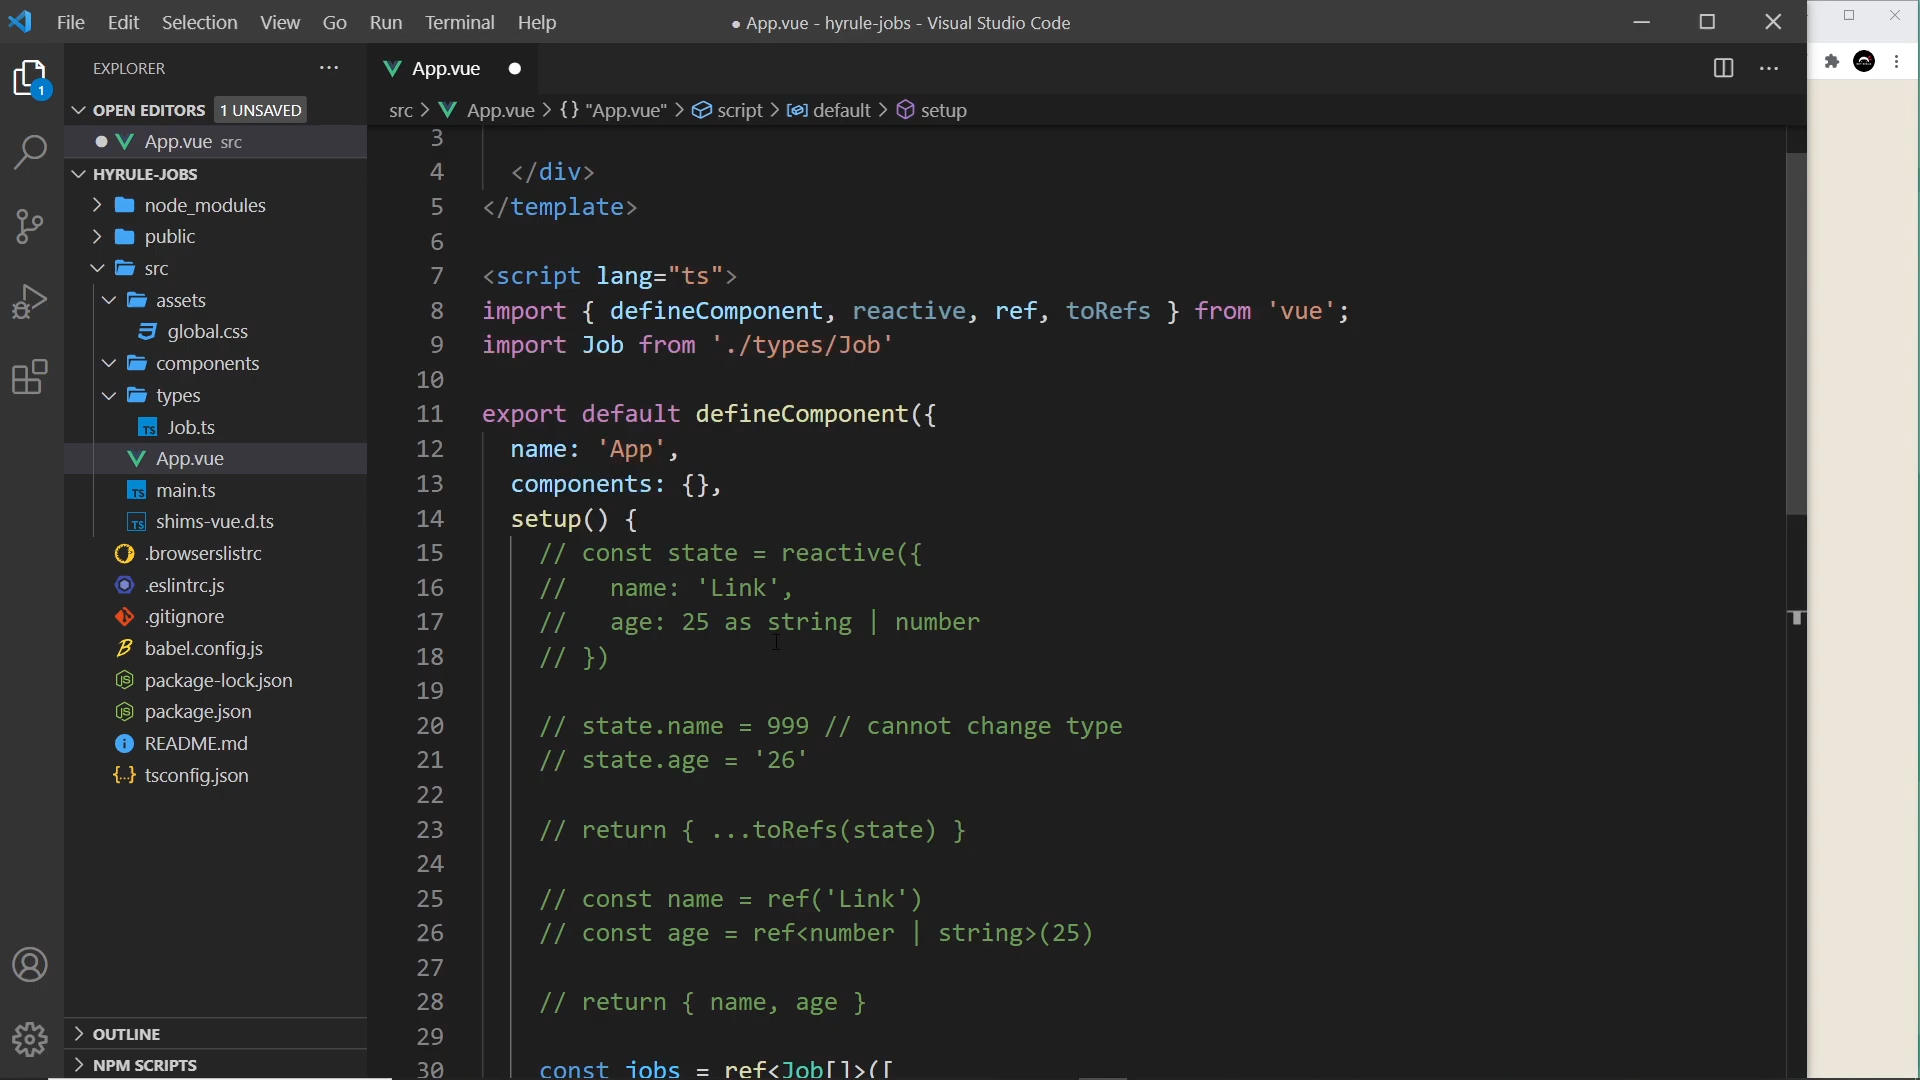 File Edit Selection View Go Run Terminal Help
● App.vue - hyrule-jobs - Visual Studio Code
1
EXPLORER
OPEN EDITORS 1 UNSAVED
App.vue src
HYRULE-JOBS
node_modules
public
src
assets
global.css
components
types
TS Job.ts
App.vue
TS main.ts
TS shims-vue.d.ts
.browserslistrc
.eslintrc.js
.gitignore
babel.config.js
package-lock.json
package.json
README.md
{..} tsconfig.json
OUTLINE
NPM SCRIPTS
App.vue
src > App.vue > {} "App.vue" > script > default > setup
3
4 </div>
5 </template>
6
7 <script lang="ts">
8 import { defineComponent, reactive, ref, toRefs } from 'vue';
9 import Job from './types/Job'
10
11 export default defineComponent({
12 name: 'App',
13 components: {},
14 setup() {
15 // const state = reactive({
16 // name: 'Link',
17 // age: 25 as string | number
18 // })
19
20 // state.name = 999 // cannot change type
21 // state.age = '26'
22
23 // return { ...toRefs(state) }
24
25 // const name = ref('Link')
26 // const age = ref<number | string>(25)
27
28 // return { name, age }
29
30 const jobs = ref<Job[]>([